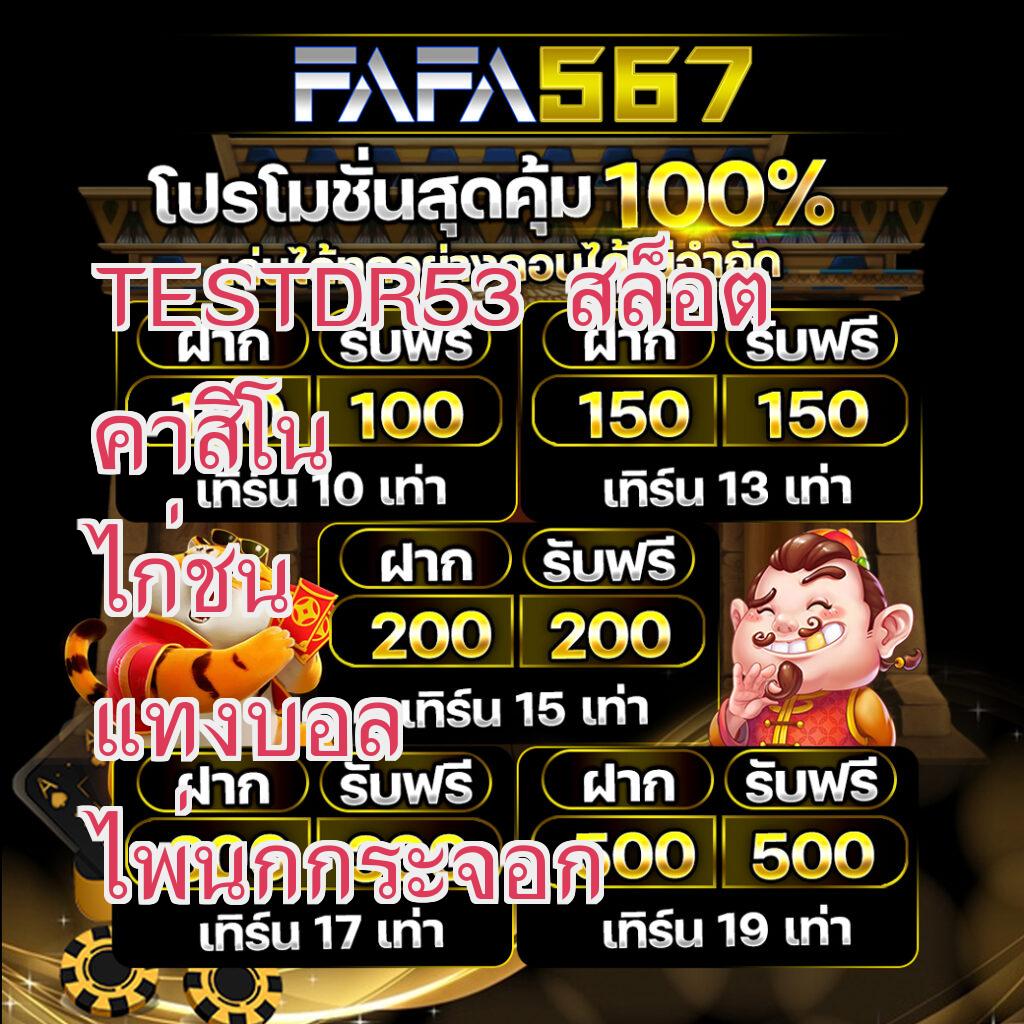 FAFA567
โปรโมชั่นสุดคุ้ม 100%
TESTDR53 สล็อต
ฝาก รับฟรี ฝาก รับฟรี
100 150 150
คาสิโน
เทิร์น 10 เท่า เทิร์น 13 เท่า
ไก่ชน
ฝาก รับฟรี
200 200
แทงบอล
เทิร์น 15 เท่า
ฝาก รับฟรี ฝาก รับฟรี
ไพ่นกกระจอก
500 500
เทิร์น 17 เท่า เทิร์น 19 เท่า